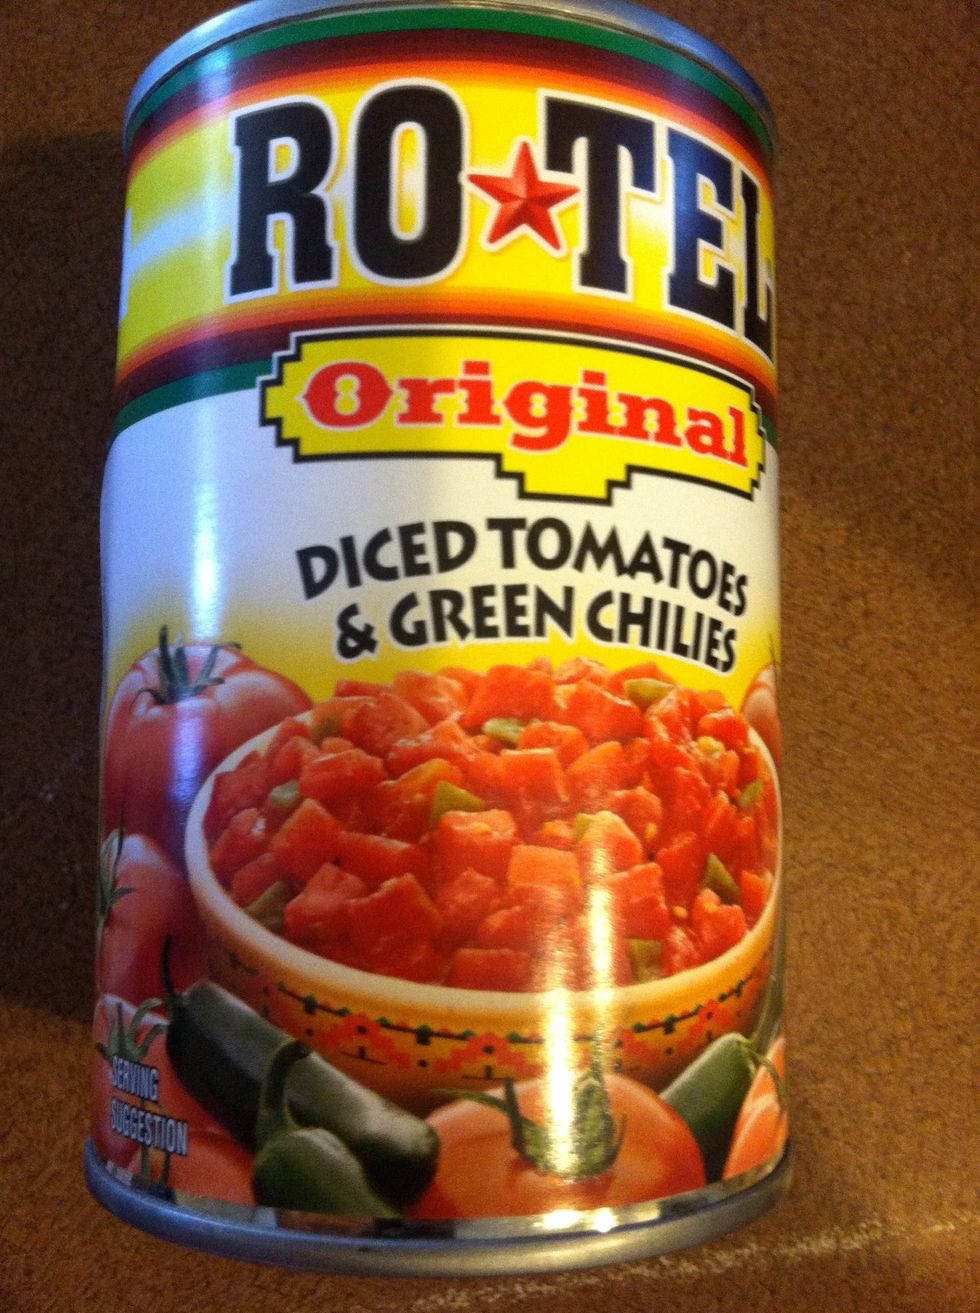 RO★TEL
Original
DICED TOMATOES
& GREEN CHILIES
SERVING
SUGGESTION